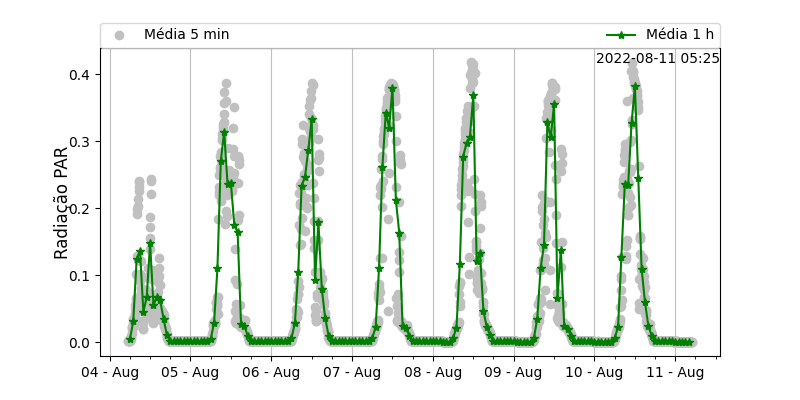 Média 5 min
Média 1 h
2022-08-11 05:25
Radiação PAR
0.4
0.3
0.2
0.1
0.0
04 - Aug
05 - Aug
06 - Aug
07 - Aug
08 - Aug
09 - Aug
10 - Aug
11 - Aug